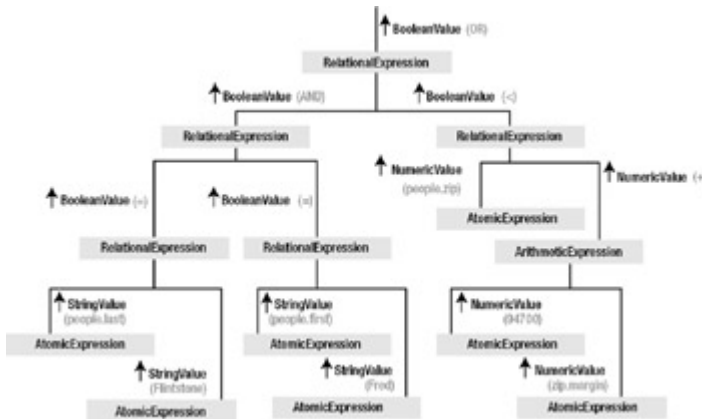 BooleanValue (OR)
RelationalExpression
BooleanValue (AND)
BooleanValue (<)
RelationalExpression
RelationalExpression
NumericValue
(people.zip)
NumericValue
AtomicExpression
BooleanValue
BooleanValue (=)
RelationalExpression
RelationalExpression
ArithmeticExpression
StringValue
(people.last)
AtomicExpression
StringValue
(Flintstone)
AtomicExpression
StringValue
(people.first)
AtomicExpression
StringValue
(Fred)
AtomicExpression
NumericValue
(94700)
AtomicExpression
NumericValue
(zip.margin)
AtomicExpression